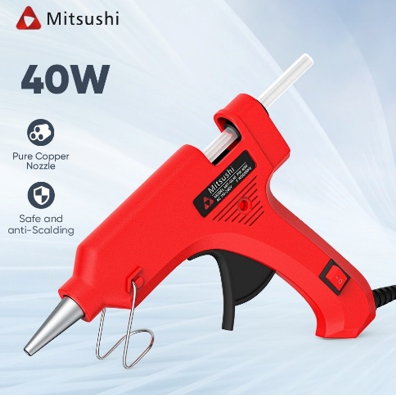 Mitsushi
40W
Pure Copper
Nozzle
Safe and
anti-Scalding
Mitsushi